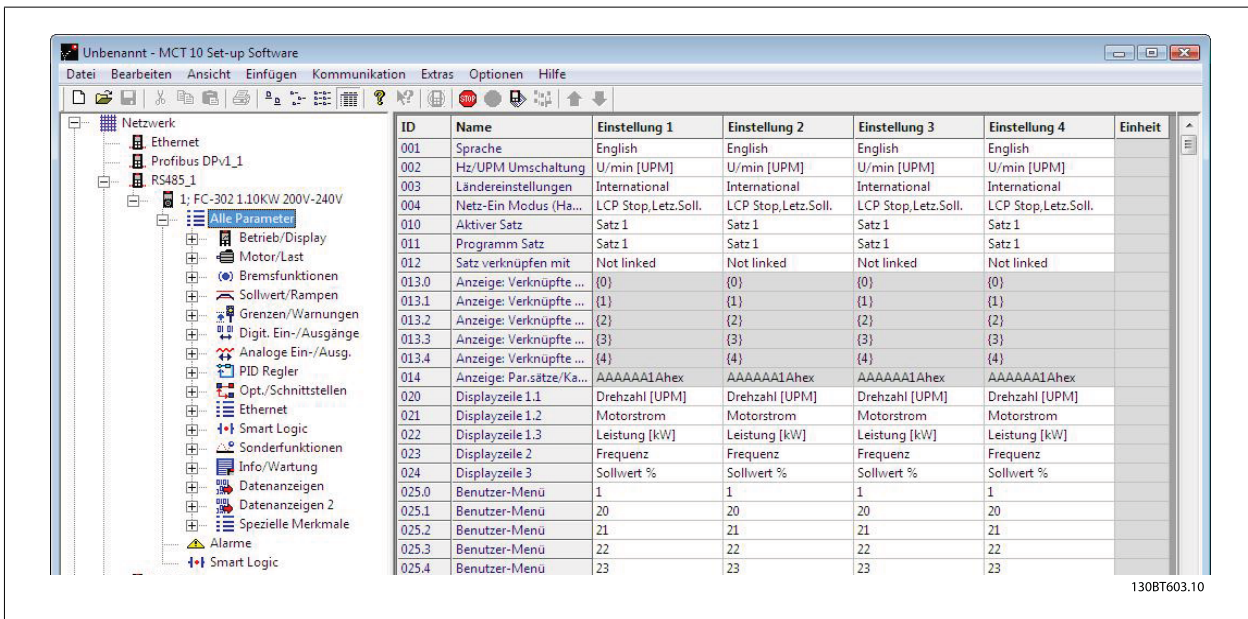 Unbenannt - MCT 10 Set-up Software
Datei Bearbeiten Ansicht Einfügen Kommunikation Extras Optionen Hilfe
STOP
Netzwerk
Ethernet
Profibus DPv1_1
RS485_1
1; FC-302 1.10KW 200V-240V
Alle Parameter
Betrieb/Display
Motor/Last
Bremsfunktionen
Sollwert/Rampen
Grenzen/Warnungen
Digit. Ein-/Ausgänge
Analoge Ein-/Ausg.
PID Regler
Opt./Schnittstellen
Ethernet
Smart Logic
Sonderfunktionen
Info/Wartung
Datenanzeigen
Datenanzeigen 2
Spezielle Merkmale
Alarme
Smart Logic
ID Name Einstellung 1 Einstellung 2 Einstellung 3 Einstellung 4 Einheit
001 Sprache English English English English
002 Hz/UPM Umschaltung U/min [UPM] U/min [UPM] U/min [UPM] U/min [UPM]
003 Ländereinstellungen International International International International
004 Netz-Ein Modus (Ha... LCP Stop,Letz.Soll. LCP Stop,Letz.Soll. LCP Stop,Letz.Soll. LCP Stop,Letz.Soll.
010 Aktiver Satz Satz 1 Satz 1 Satz 1 Satz 1
011 Programm Satz Satz 1 Satz 1 Satz 1 Satz 1
012 Satz verknüpfen mit Not linked Not linked Not linked Not linked
013.0 Anzeige: Verknüpfte ... {0} {0} {0} {0}
013.1 Anzeige: Verknüpfte ... {1} {1} {1} {1}
013.2 Anzeige: Verknüpfte ... {2} {2} {2} {2}
013.3 Anzeige: Verknüpfte ... {3} {3} {3} {3}
013.4 Anzeige: Verknüpfte ... {4} {4} {4} {4}
014 Anzeige: Par.sätze/Ka... AAAAAA1Ahex AAAAAA1Ahex AAAAAA1Ahex AAAAAA1Ahex
020 Displayzeile 1.1 Drehzahl [UPM] Drehzahl [UPM] Drehzahl [UPM] Drehzahl [UPM]
021 Displayzeile 1.2 Motorstrom Motorstrom Motorstrom Motorstrom
022 Displayzeile 1.3 Leistung [kW] Leistung [kW] Leistung [kW] Leistung [kW]
023 Displayzeile 2 Frequenz Frequenz Frequenz Frequenz
024 Displayzeile 3 Sollwert % Sollwert % Sollwert % Sollwert %
025.0 Benutzer-Menü 1 1 1 1
025.1 Benutzer-Menü 20 20 20 20
025.2 Benutzer-Menü 21 21 21 21
025.3 Benutzer-Menü 22 22 22 22
025.4 Benutzer-Menü 23 23 23 23
130BT603.10